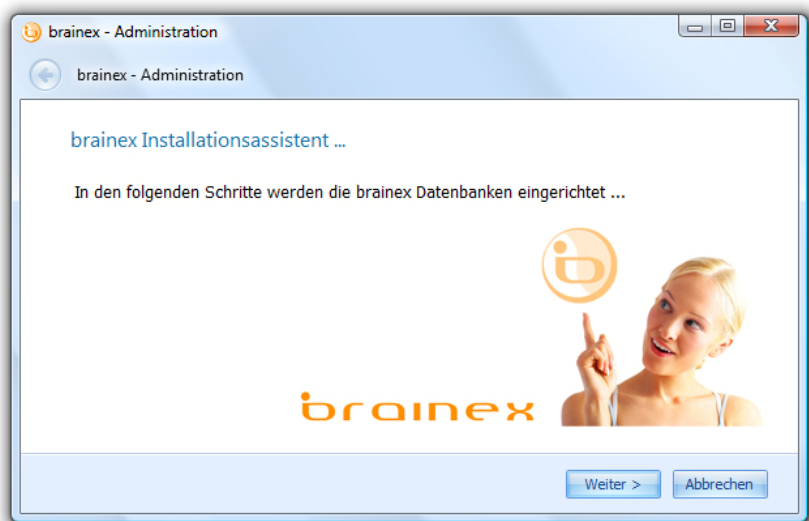 brainex - Administration
brainex - Administration
brainex Installationsassistent ...
In den folgenden Schritte werden die brainex Datenbanken eingerichtet ...
brainex
Weiter >
Abbrechen